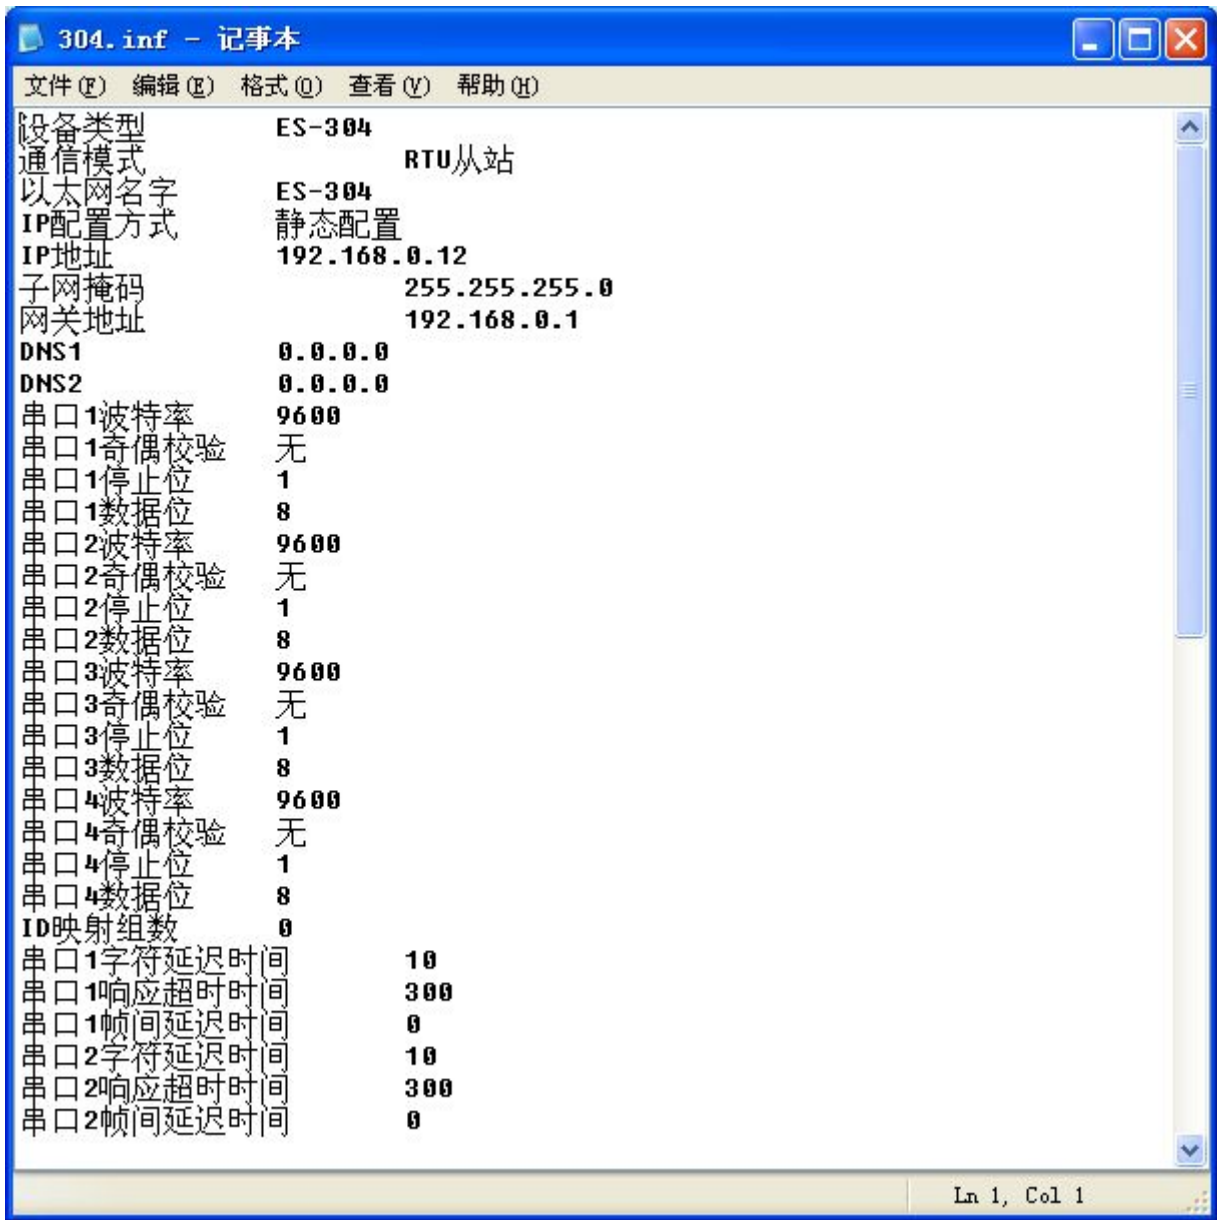 304.inf - 记事本
文件(F) 编辑(E) 格式(O) 查看(V) 帮助(H)
设备类型 ES-304
通信模式 RTU从站
以太网名字 ES-304
IP配置方式 静态配置
IP地址 192.168.0.12
子网掩码 255.255.255.0
网关地址 192.168.0.1
DNS1 0.0.0.0
DNS2 0.0.0.0
串口1波特率 9600
串口1奇偶校验 无
串口1停止位 1
串口1数据位 8
串口2波特率 9600
串口2奇偶校验 无
串口2停止位 1
串口2数据位 8
串口3波特率 9600
串口3奇偶校验 无
串口3停止位 1
串口3数据位 8
串口4波特率 9600
串口4奇偶校验 无
串口4停止位 1
串口4数据位 8
ID映射组数 0
串口1字符延迟时间 10
串口1响应超时时间 300
串口1帧间延迟时间 0
串口2字符延迟时间 10
串口2响应超时时间 300
串口2帧间延迟时间 0
Ln 1, Col 1